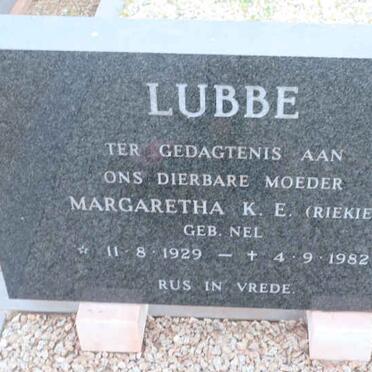 LUBBE
TER GEDAGTENIS AAN
ONS DIERBARE MOEDER
MARGARETHA K. E. (RIEKIE
GEB. NEL
☆ 11·8·1929 — + 4·9·1982
RUS IN VREDE.